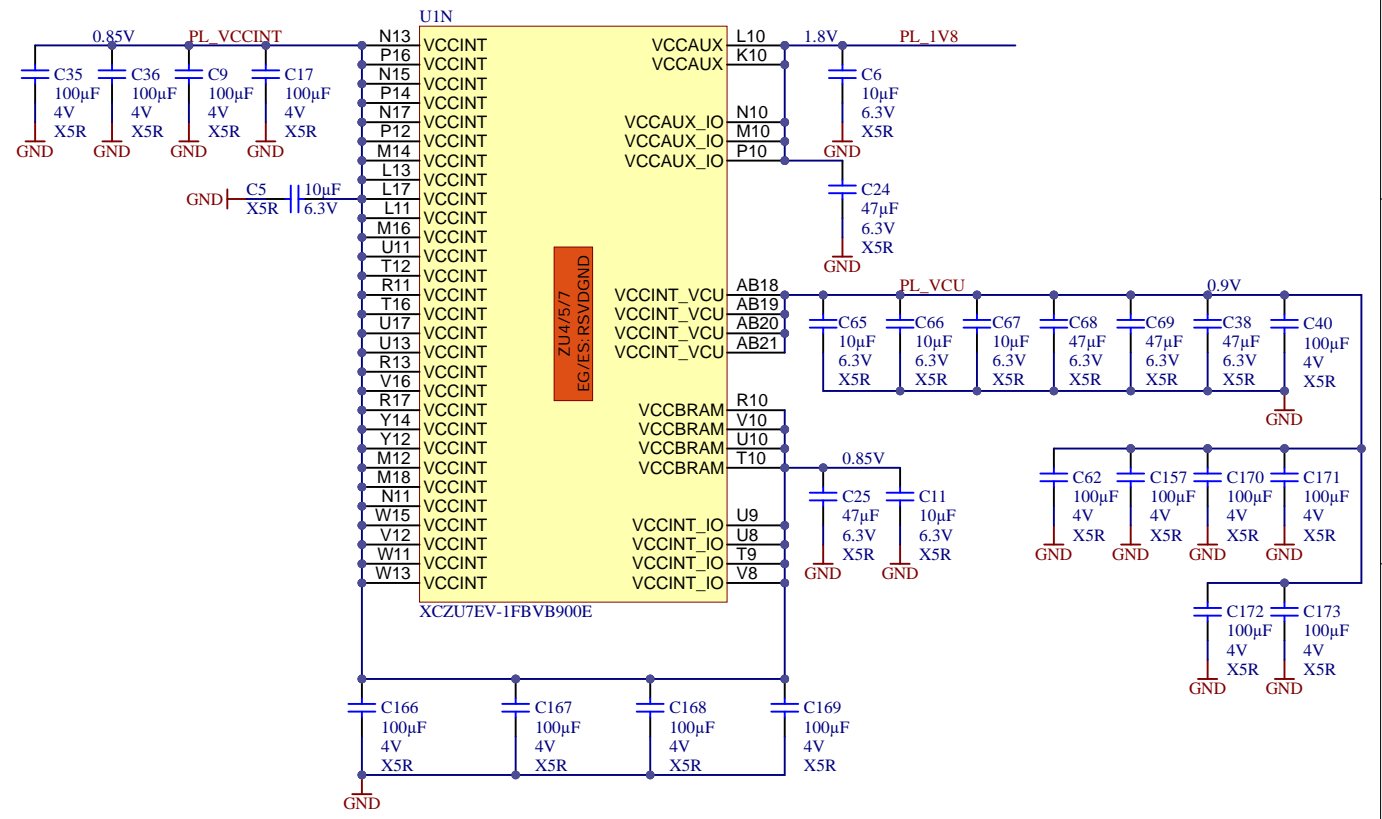 U1N
0.85V PL_VCCINT
C35
100µF
4V
X5R
GND
C36
100µF
4V
X5R
GND
C9
100µF
4V
X5R
GND
C17
100µF
4V
X5R
GND
GND
C5
X5R
10µF
6.3V
N13 VCCINT
P16 VCCINT
N15 VCCINT
P14 VCCINT
N17 VCCINT
P12 VCCINT
M14 VCCINT
L13 VCCINT
L17 VCCINT
L11 VCCINT
M16 VCCINT
U11 VCCINT
T12 VCCINT
R11 VCCINT
T16 VCCINT
U17 VCCINT
U13 VCCINT
R13 VCCINT
V16 VCCINT
R17 VCCINT
Y14 VCCINT
Y12 VCCINT
M12 VCCINT
M18 VCCINT
N11 VCCINT
W15 VCCINT
V12 VCCINT
W11 VCCINT
W13 VCCINT
ZU4/5/7
EG/ES: RSVDGND
VCCAUX L10
VCCAUX K10
VCCAUX_IO N10
VCCAUX_IO M10
VCCAUX_IO P10
VCCINT_VCU AB18
VCCINT_VCU AB19
VCCINT_VCU AB20
VCCINT_VCU AB21
VCCBRAM R10
VCCBRAM V10
VCCBRAM U10
VCCBRAM T10
VCCINT_IO U9
VCCINT_IO U8
VCCINT_IO T9
VCCINT_IO V8
XCZU7EV-1FBVB900E
1.8V PL_1V8
C6
10µF
6.3V
X5R
GND
C24
47µF
6.3V
X5R
GND
PL_VCU 0.9V
C65
10µF
6.3V
X5R
C66
10µF
6.3V
X5R
C67
10µF
6.3V
X5R
C68
47µF
6.3V
X5R
C69
47µF
6.3V
X5R
C38
47µF
6.3V
X5R
C40
100µF
4V
X5R
GND
0.85V
C25
47µF
6.3V
X5R
GND
C11
10µF
6.3V
X5R
GND
C62
100µF
4V
X5R
GND
C157
100µF
4V
X5R
GND
C170
100µF
4V
X5R
GND
C171
100µF
4V
X5R
GND
C172
100µF
4V
X5R
GND
C173
100µF
4V
X5R
GND
C166
100µF
4V
X5R
C167
100µF
4V
X5R
C168
100µF
4V
X5R
C169
100µF
4V
X5R
GND